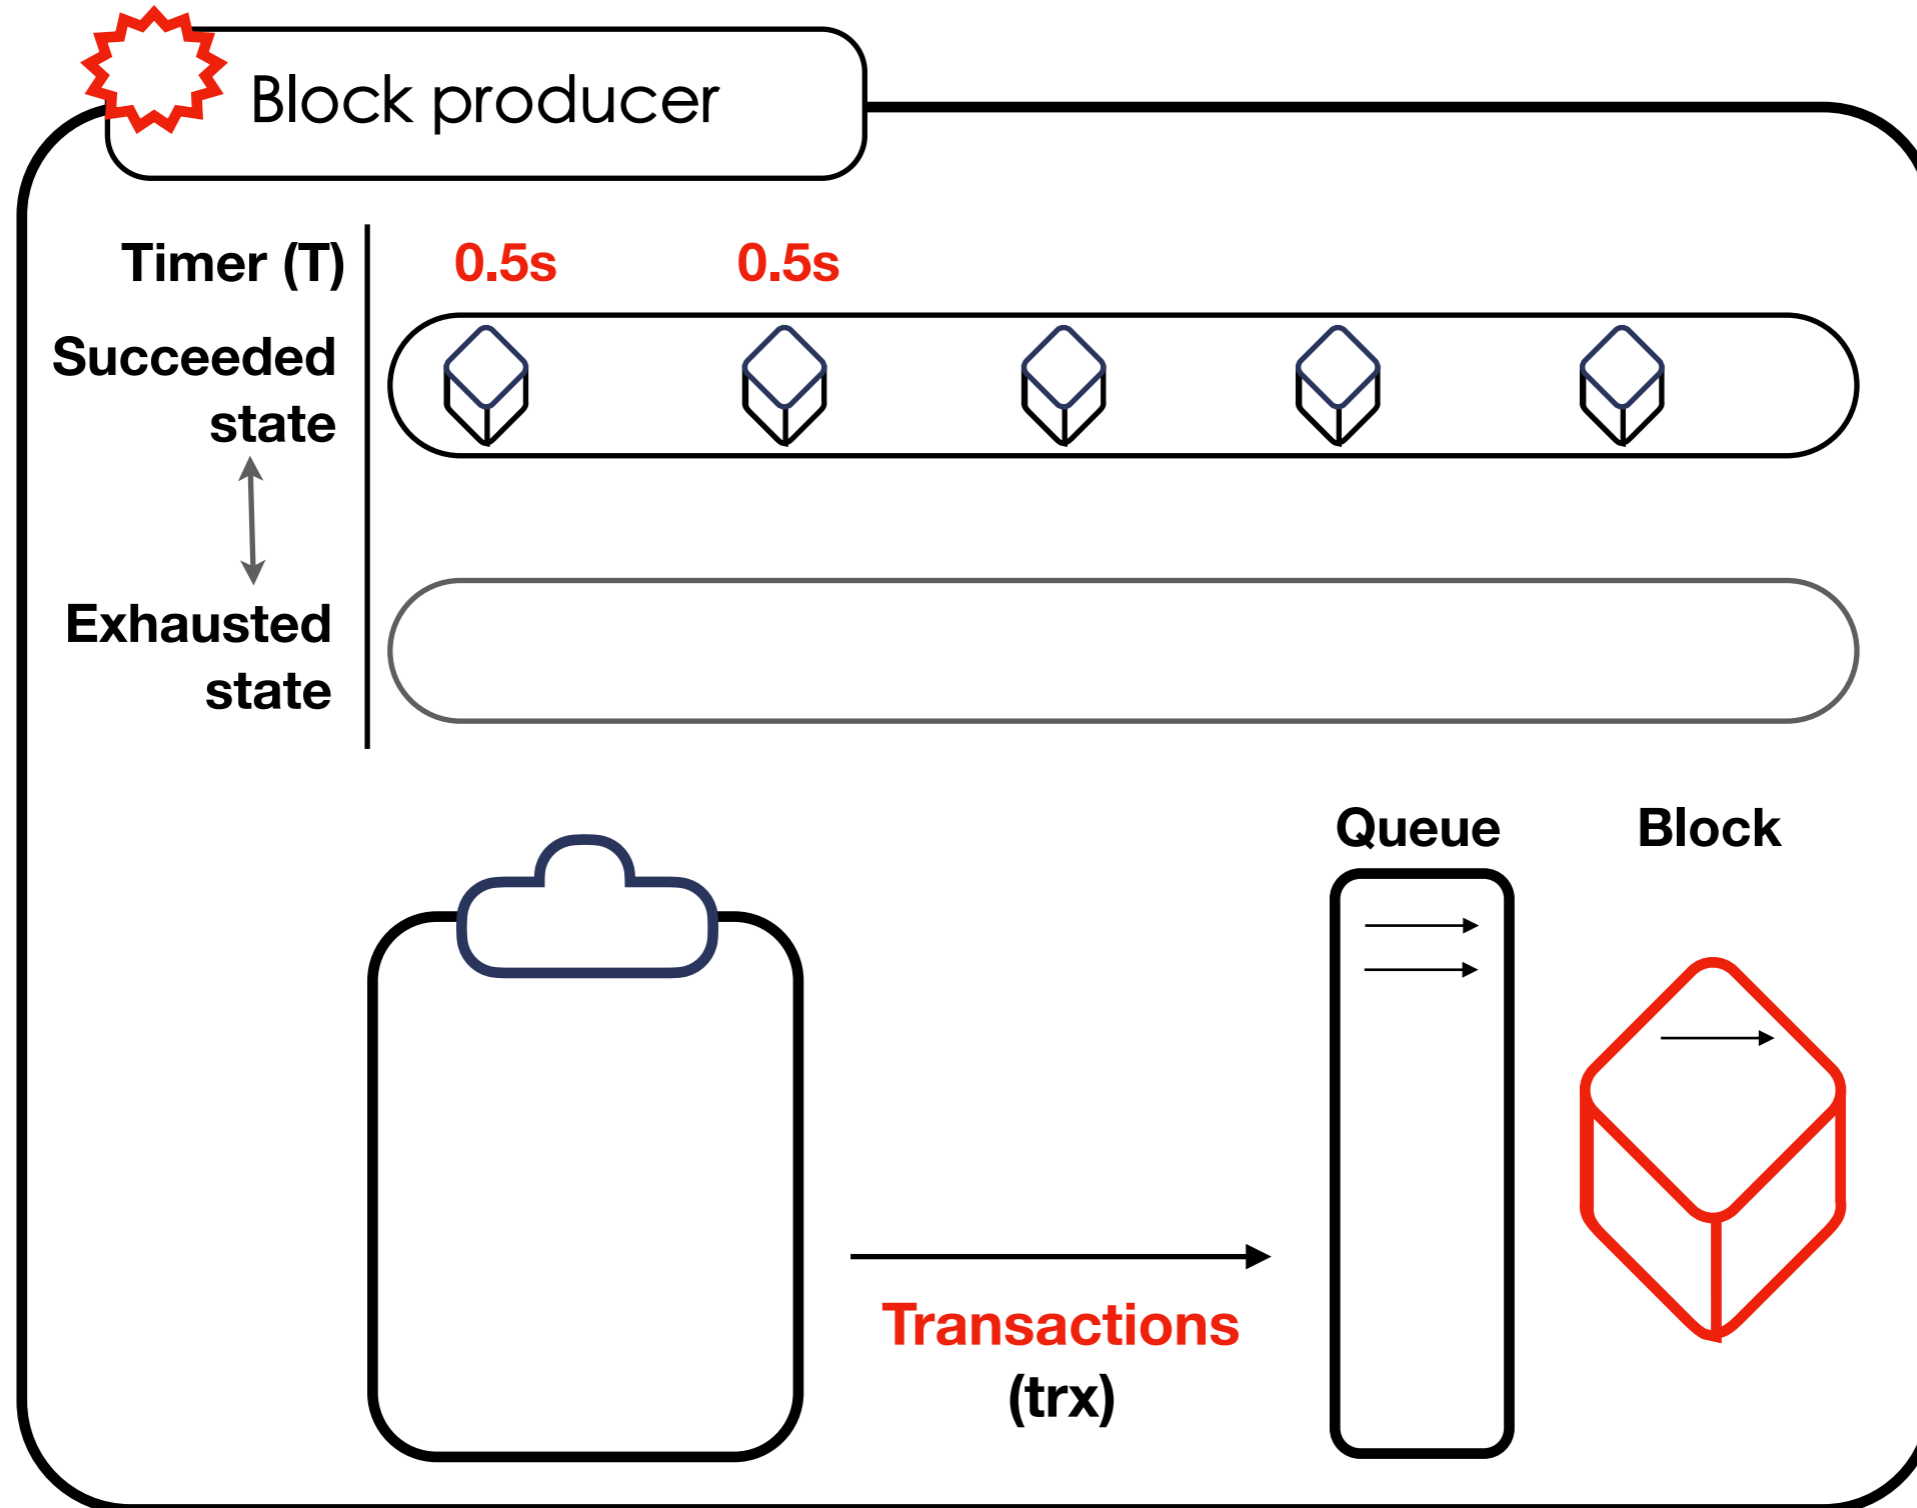 Block producer
Timer (T)
0.5s
0.5s
Succeeded
state
Exhausted
state
Queue
Block
Transactions
(trx)